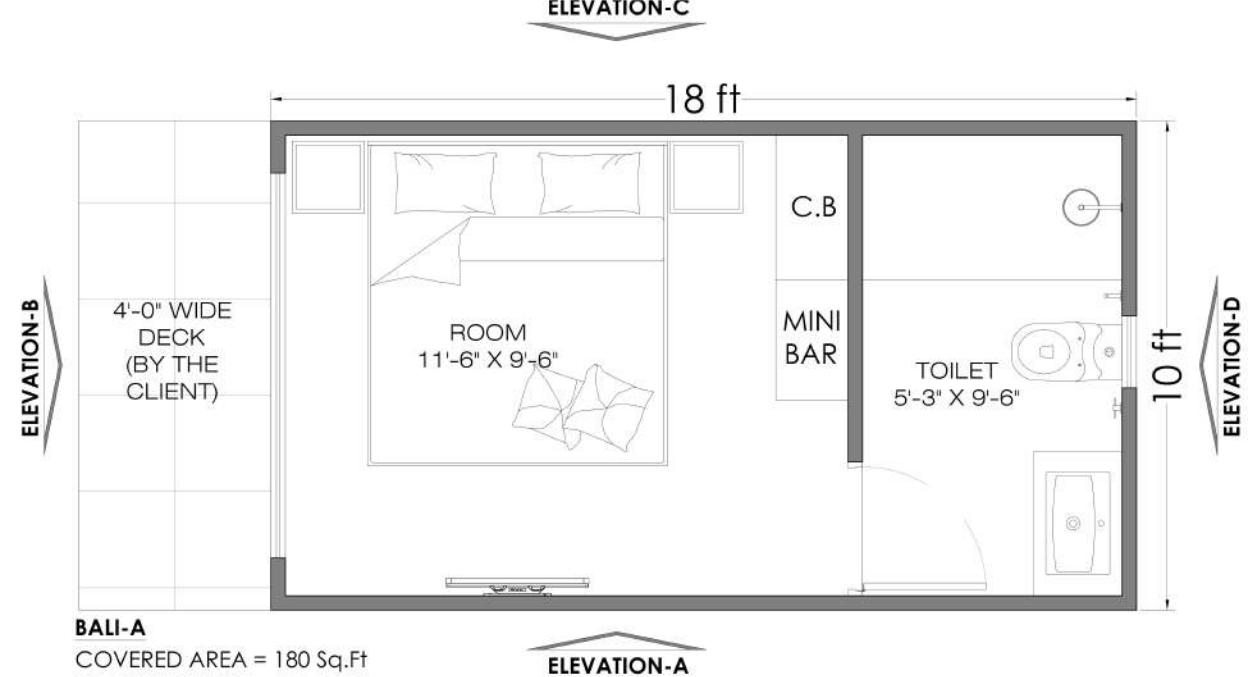 ELEVATION-C
18 ft
C.B
ELEVATION-B
4'-0" WIDE
DECK
(BY THE
CLIENT)
ROOM
11'-6" X 9'-6"
MINI
BAR
TOILET
5'-3" X 9'-6"
10 ft
ELEVATION-D
BALI-A
COVERED AREA = 180 Sq.Ft
ELEVATION-A